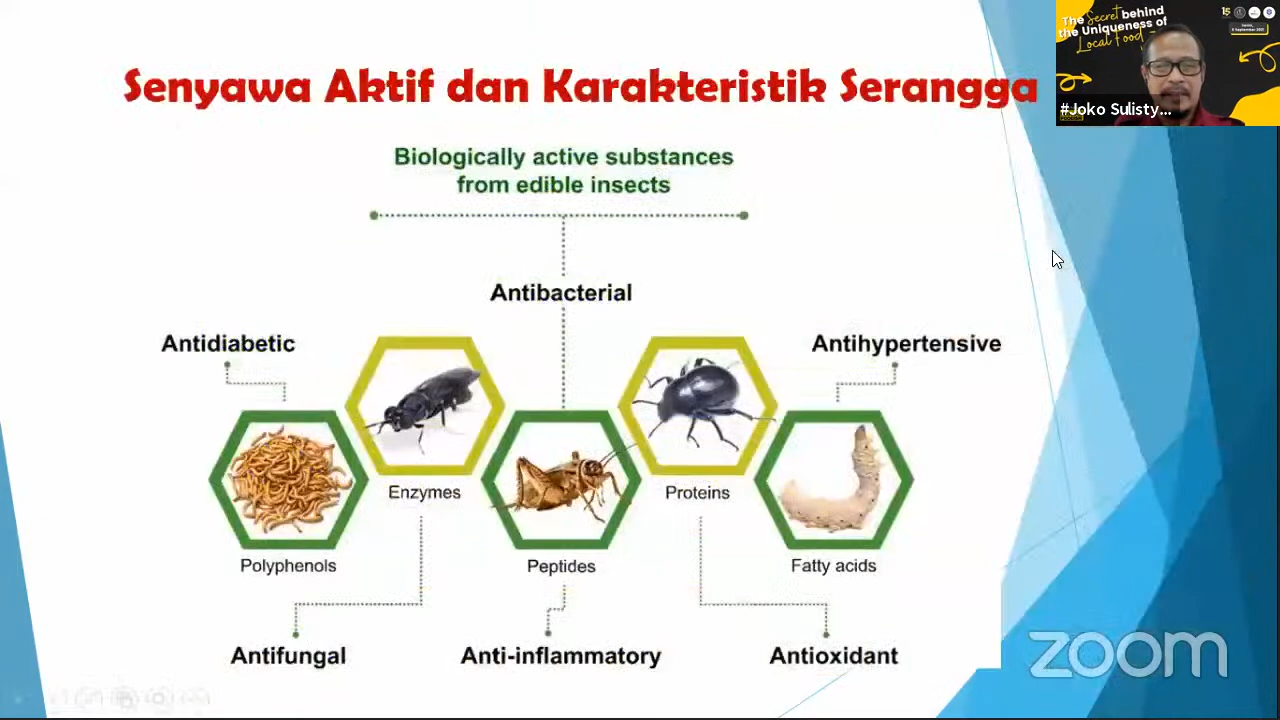 Senyawa Aktif dan Karakteristik Serangga
The Secret behind
the Uniqueness of
Local Food
15
#Joko Sulisty...
Biologically active substances
from edible insects
Antibacterial
Antidiabetic
Antihypertensive
Enzymes
Proteins
Polyphenols
Peptides
Fatty acids
Antifungal
Anti-inflammatory
Antioxidant
zoom